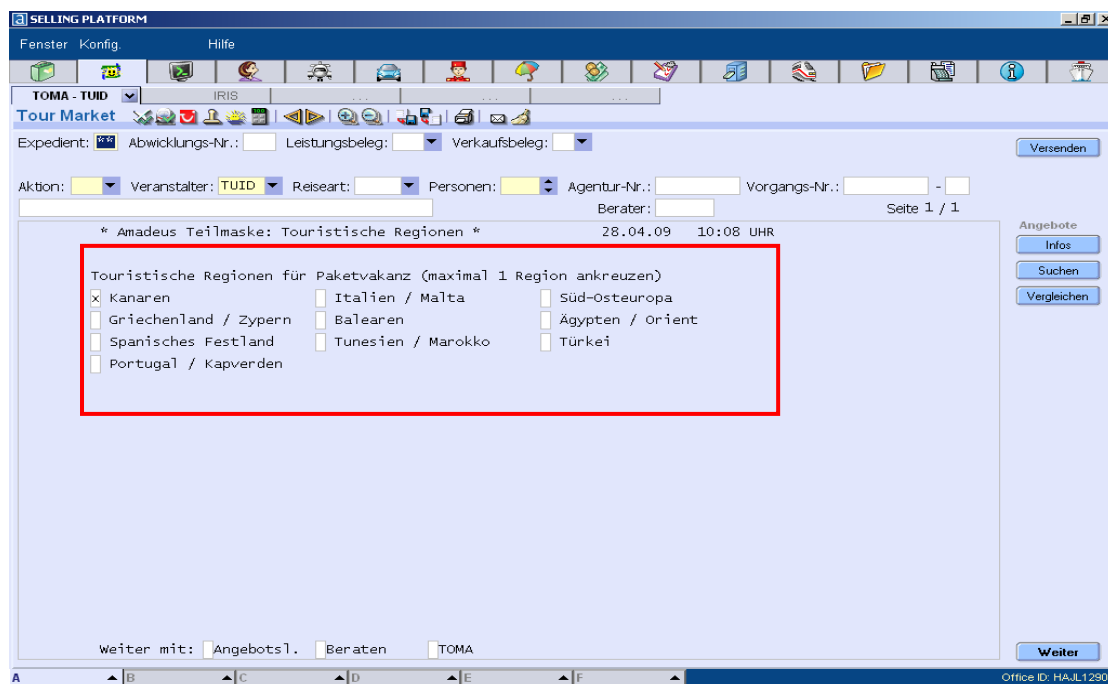 a SELLING PLATFORM
Fenster Konfig. Hilfe
TOMA - TUID IRIS ... ... ...
Tour Market
Expedient: ** Abwicklungs-Nr.: Leistungsbeleg: Verkaufsbeleg: Versenden
Aktion: Veranstalter: TUID Reiseart: Personen: Agentur-Nr.: Vorgangs-Nr.: -
Berater: Seite 1 / 1
Angebote
* Amadeus Teilmaske: Touristische Regionen * 28.04.09 10:08 UHR
Infos
Touristische Regionen für Paketvakanz (maximal 1 Region ankreuzen)
Suchen
x Kanaren Italien / Malta Süd-Osteuropa
Vergleichen
Griechenland / Zypern Balearen Ägypten / Orient
Spanisches Festland Tunesien / Marokko Türkei
Portugal / Kapverden
Weiter mit: Angebotsl. Beraten TOMA
Weiter
A B C D E F Office ID: HAJL1290